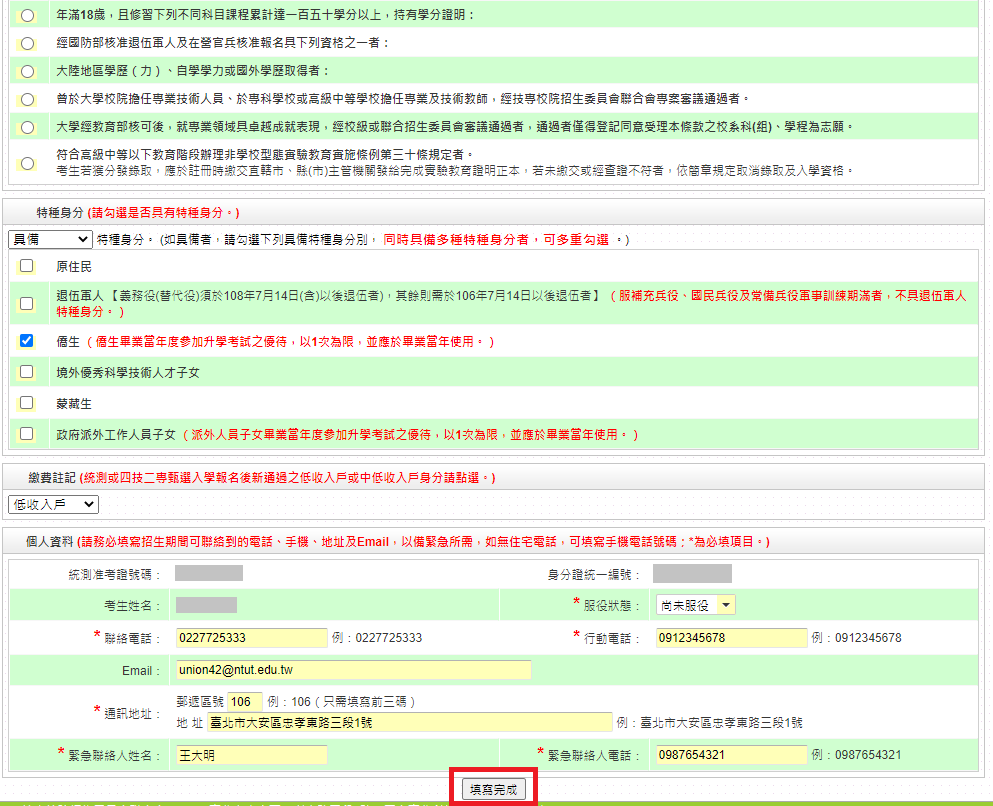 年滿18歲，且修習下列不同科目課程累計達一百五十學分以上，持有學分證明：
經國防部核准退伍軍人及在營官兵核准報名具下列資格之一者：
大陸地區學歷（力）、自學學力或國外學歷取得者：
曾於大學校院擔任專業技術人員、於專科學校或高級中等學校擔任專業及技術教師，經技專校院招生委員會聯合會專案審議通過者。
大學經教育部核可後，就專業領域具卓越成就表現，經校級或聯合招生委員會審議通過者，通過者僅得登記同意受理本條款之校系科(組)、學程為志願。
符合高級中等以下教育階段辦理非學校型態實驗教育實施條例第三十條規定者。
考生若獲分發錄取，應於註冊時繳交直轄市、縣(市)主管機關發給完成實驗教育證明正本，若未繳交或經查證不符者，依簡章規定取消錄取及入學資格。
特種身分 (請勾選是否具有特種身分。)
具備 特種身分。 (如具備者，請勾選下列具備特種身分別， 同時具備多種特種身分者，可多重勾選 。)
原住民
退伍軍人 【 義務役(替代役)須於108年7月14日(含)以後退伍者)，其餘則需於106年7月14日以後退伍者】 （ 服補充兵役、國民兵役及常備兵役軍事訓練期滿者，不具退伍軍人
特種身分。）
僑生 （ 僑生畢業當年度參加升學考試之優待，以1次為限，並應於畢業當年使用。）
境外優秀科學技術人才子女
蒙藏生
政府派外工作人員子女 （ 派外人員子女畢業當年度參加升學考試之優待，以1次為限，並應於畢業當年使用。）
繳費註記 (統測或四技二專甄選入學報名後新通過之低收入戶或中低收入戶身分請點選。)
低收入戶
個人資料 (請務必填寫招生期間可聯絡到的電話、手機、地址及Email，以備緊急所需，如無住宅電話，可填寫手機電話號碼；*為必填項目。)
統測准考證號碼： 身分證統一編號：
考生姓名： *服役狀態： 尚未服役
*聯絡電話： 0227725333 例：0227725333 *行動電話： 0912345678 例：0912345678
Email： union42@ntut.edu.tw
*通訊地址： 郵遞區號 106 例：106（只需填寫前三碼）
地 址 臺北市大安區忠孝東路三段1號 例：臺北市大安區忠孝東路三段1號
*緊急聯絡人姓名： 王大明 *緊急聯絡人電話： 0987654321 例：0987654321
填寫完成